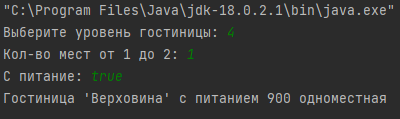 "C:\Program Files\Java\jdk-18.0.2.1\bin\java.exe"
Выберите уровень гостиницы: 4
Кол-во мест от 1 до 2: 1
С питание: true
Гостиница 'Верховина' с питанием 900 одноместная